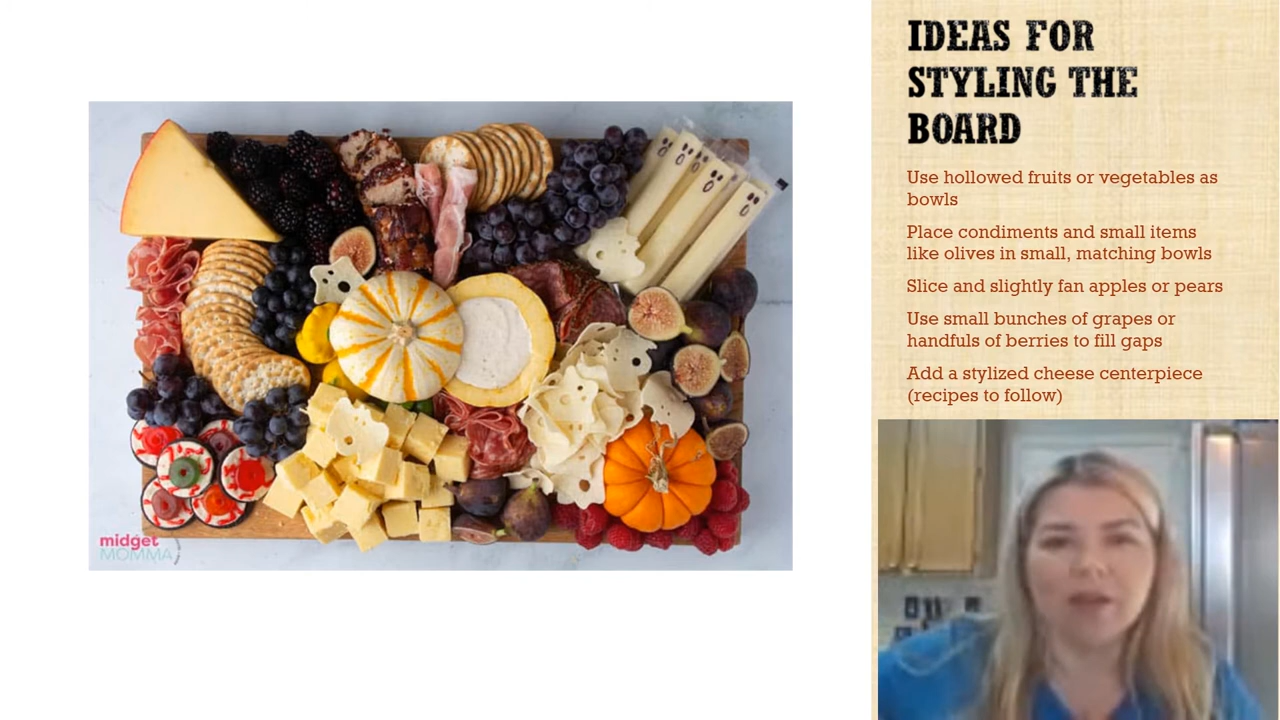 IDEAS FOR
STYLING THE
BOARD
Use hollowed fruits or vegetables as
bowls
Place condiments and small items
like olives in small, matching bowls
Slice and slightly fan apples or pears
Use small bunches of grapes or
handfuls of berries to fill gaps
Add a stylized cheese centerpiece
(recipes to follow)
midget
MOMMA